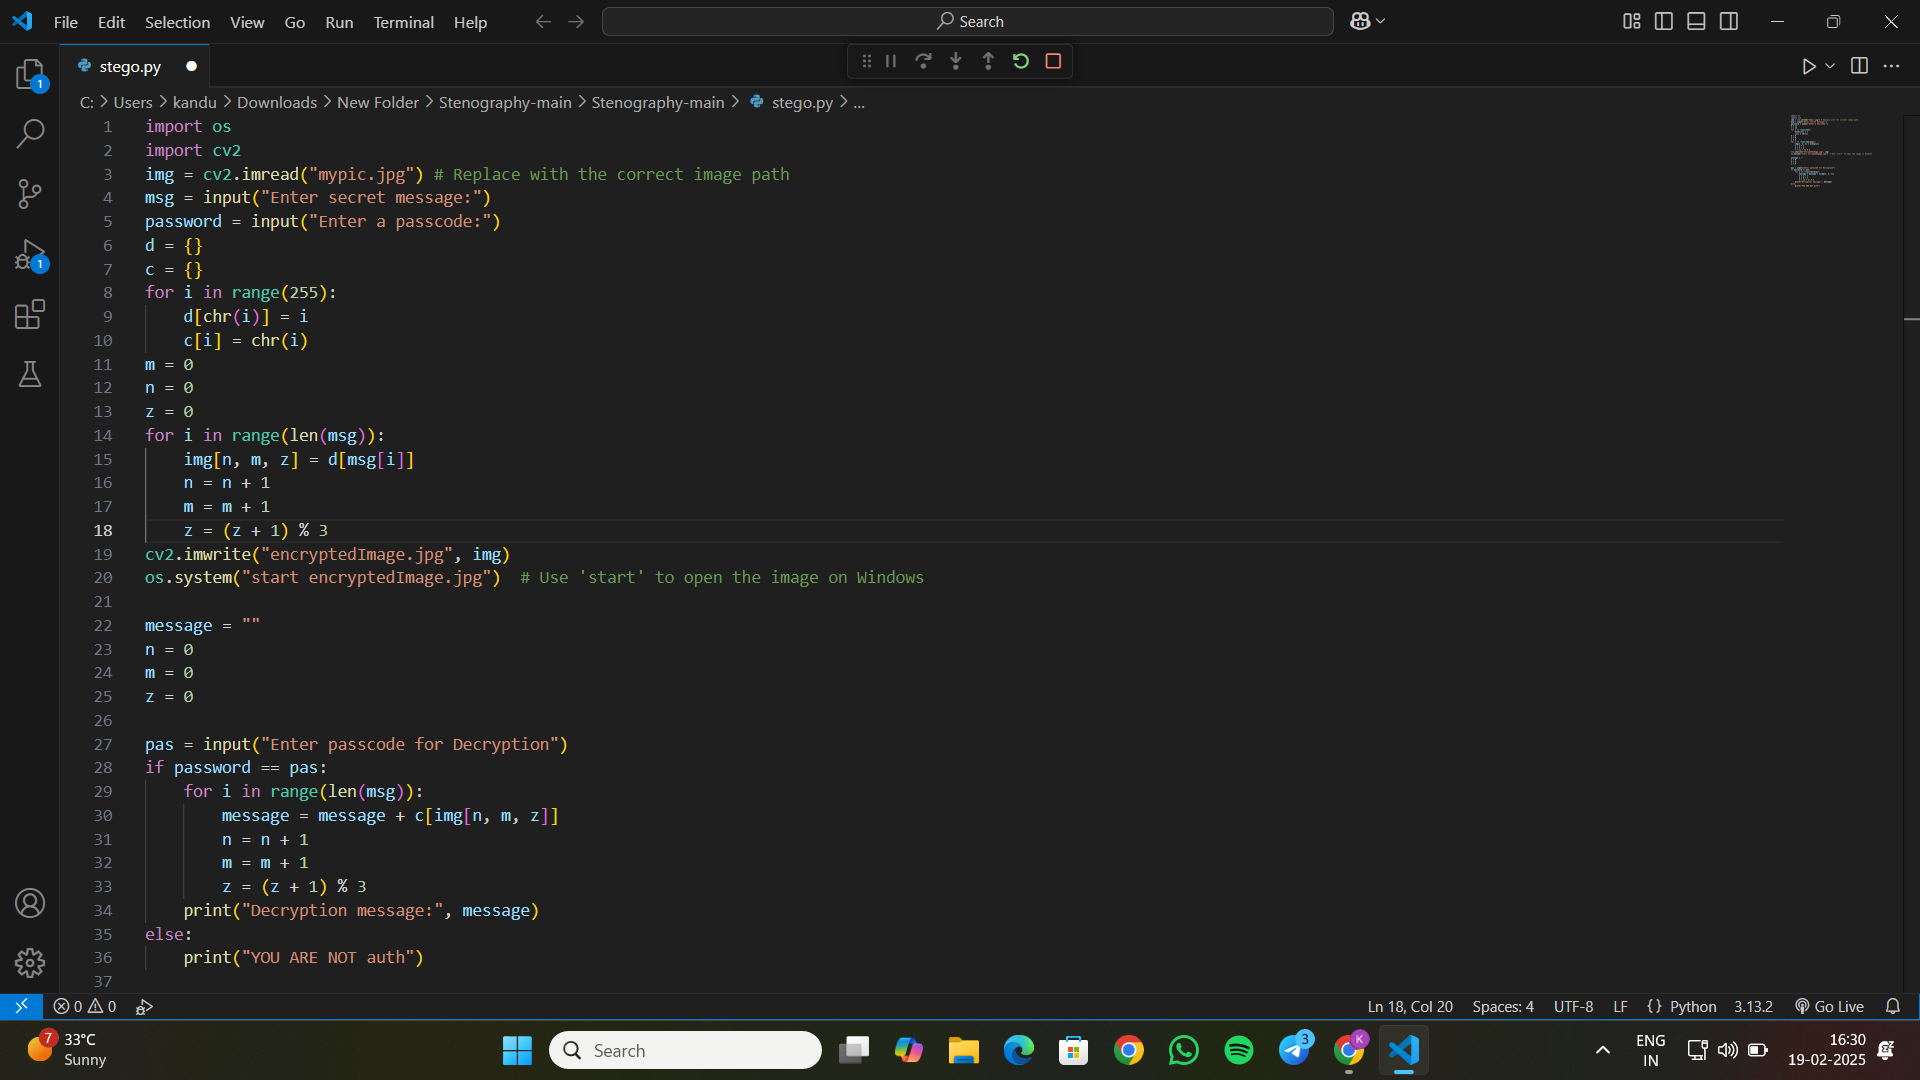 File Edit Selection View Go Run Terminal Help
Search
stego.py
1
C: > Users > kandu > Downloads > New Folder > Stenography-main > Stenography-main > stego.py > ...
1 import os
2 import cv2
3 img = cv2.imread("mypic.jpg") # Replace with the correct image path
4 msg = input("Enter secret message:")
5 password = input("Enter a passcode:")
6 d = {}
7 c = {}
8 for i in range(255):
9     d[chr(i)] = i
10     c[i] = chr(i)
11 m = 0
12 n = 0
13 z = 0
14 for i in range(len(msg)):
15     img[n, m, z] = d[msg[i]]
16     n = n + 1
17     m = m + 1
18     z = (z + 1) % 3
19 cv2.imwrite("encryptedImage.jpg", img)
20 os.system("start encryptedImage.jpg")  # Use 'start' to open the image on Windows
21
22 message = ""
23 n = 0
24 m = 0
25 z = 0
26
27 pas = input("Enter passcode for Decryption")
28 if password == pas:
29     for i in range(len(msg)):
30         message = message + c[img[n, m, z]]
31         n = n + 1
32         m = m + 1
33         z = (z + 1) % 3
34     print("Decryption message:", message)
35 else:
36     print("YOU ARE NOT auth")
37
1
0 0
Ln 18, Col 20 Spaces: 4 UTF-8 LF {} Python 3.13.2 Go Live
7 33°C
Sunny
Search
3
K
ENG
IN
16:30
19-02-2025